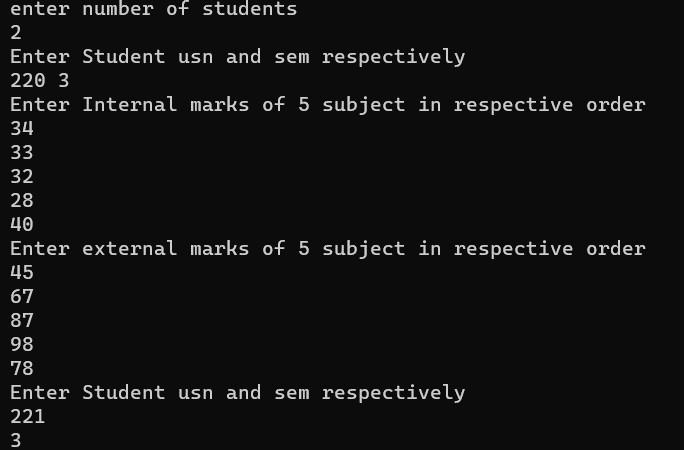 enter number of students
2
Enter Student usn and sem respectively
220 3
Enter Internal marks of 5 subject in respective order
34
33
32
28
40
Enter external marks of 5 subject in respective order
45
67
87
98
78
Enter Student usn and sem respectively
221
3